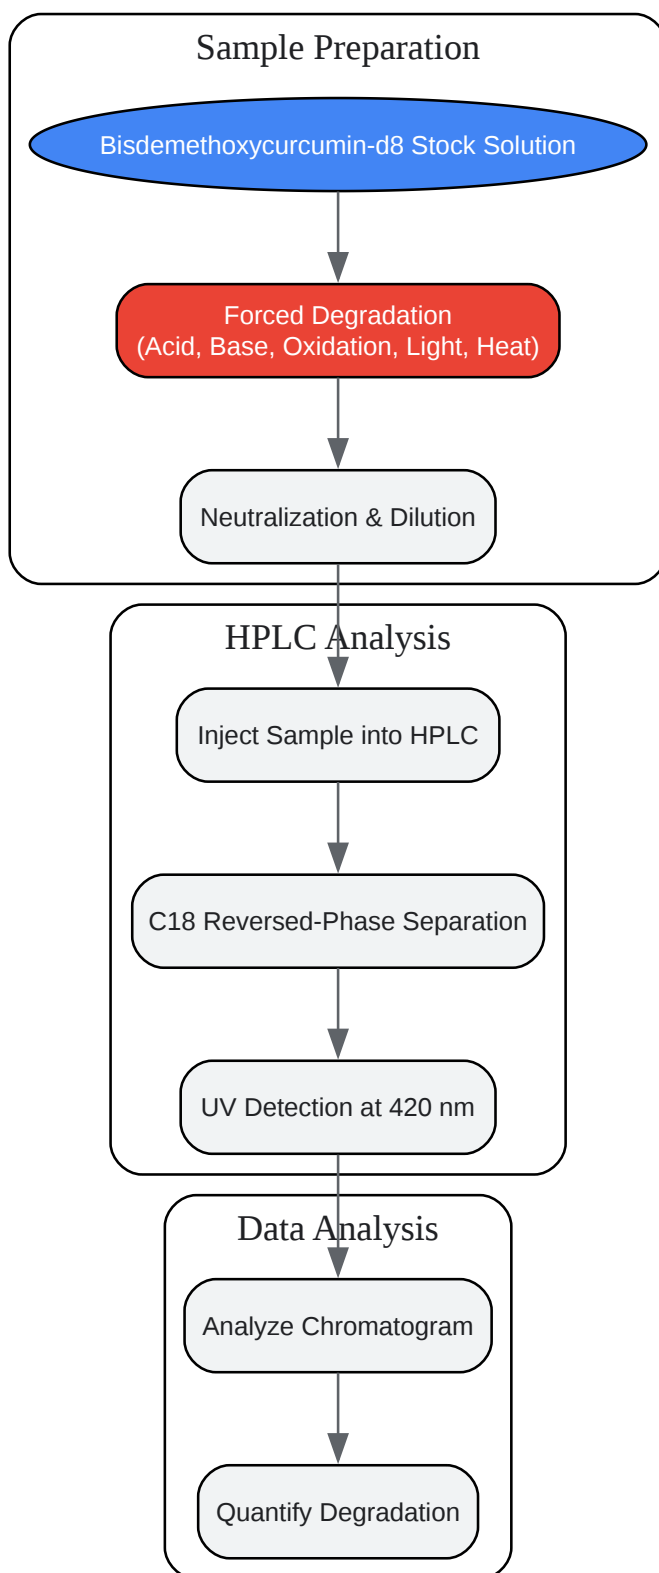 Sample Preparation
Bisdemethoxycurcumin-d8 Stock Solution
Forced Degradation
(Acid, Base, Oxidation, Light, Heat)
Neutralization & Dilution
HPLC Analysis
Inject Sample into HPLC
C18 Reversed-Phase Separation
UV Detection at 420 nm
Data Analysis
Analyze Chromatogram
Quantify Degradation